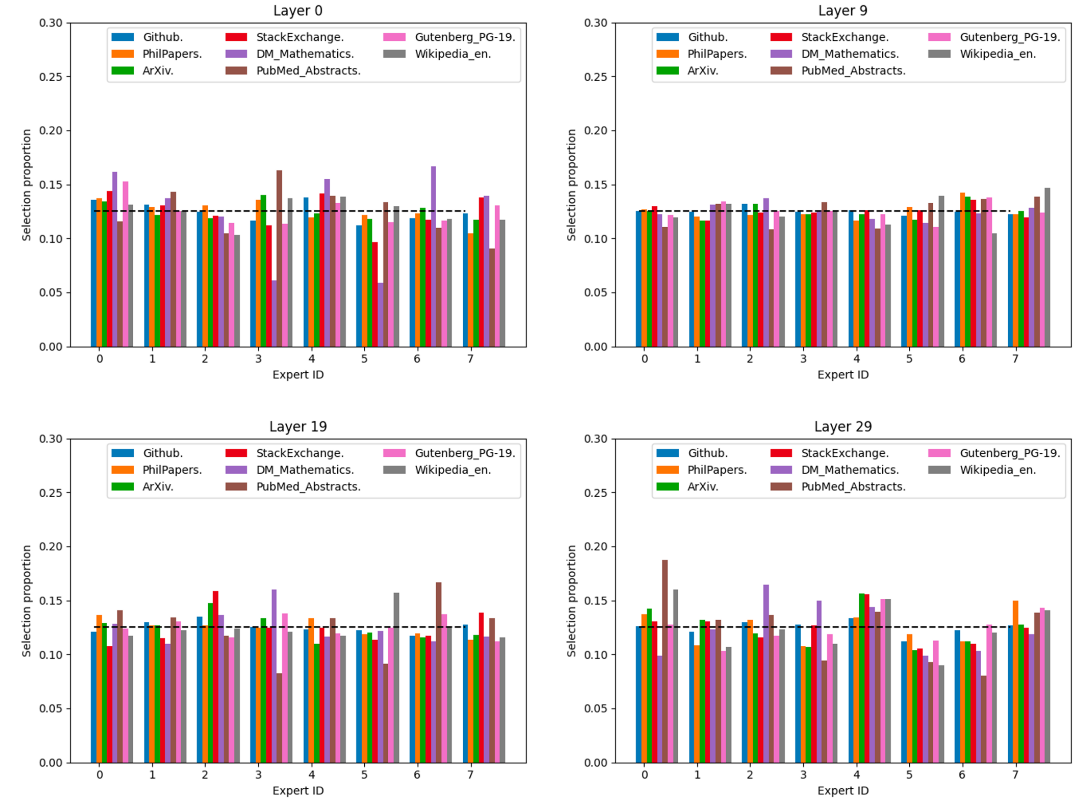 Layer 0
0.30
0.25
0.20
0.15
0.10
0.05
0.00
Selection proportion
Github. StackExchange. Gutenberg_PG-19.
PhilPapers. DM_Mathematics. Wikipedia_en.
ArXiv. PubMed_Abstracts.
0 1 2 3 4 5 6 7
Expert ID
Layer 9
0.30
0.25
0.20
0.15
0.10
0.05
0.00
Selection proportion
Github. StackExchange. Gutenberg_PG-19.
PhilPapers. DM_Mathematics. Wikipedia_en.
ArXiv. PubMed_Abstracts.
0 1 2 3 4 5 6 7
Expert ID
Layer 19
0.30
0.25
0.20
0.15
0.10
0.05
0.00
Selection proportion
Github. StackExchange. Gutenberg_PG-19.
PhilPapers. DM_Mathematics. Wikipedia_en.
ArXiv. PubMed_Abstracts.
0 1 2 3 4 5 6 7
Expert ID
Layer 29
0.30
0.25
0.20
0.15
0.10
0.05
0.00
Selection proportion
Github. StackExchange. Gutenberg_PG-19.
PhilPapers. DM_Mathematics. Wikipedia_en.
ArXiv. PubMed_Abstracts.
0 1 2 3 4 5 6 7
Expert ID